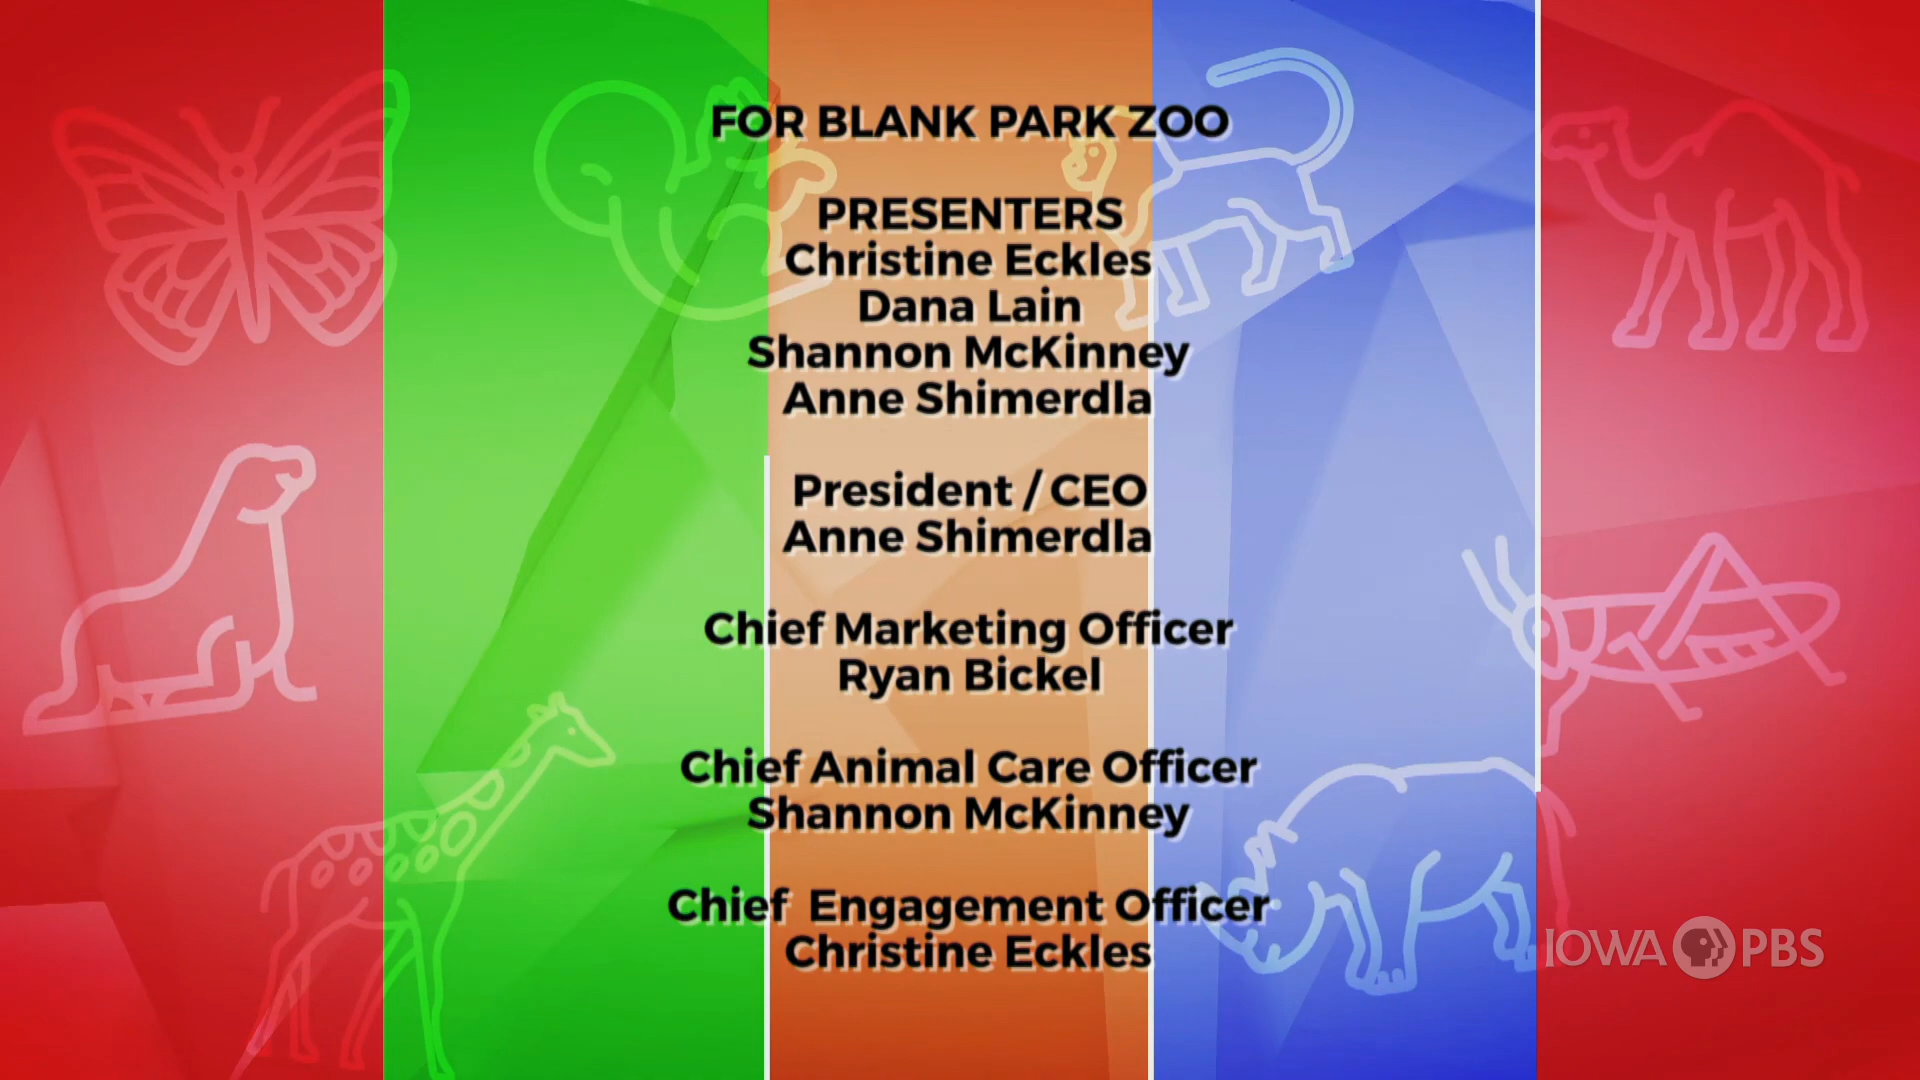 FOR BLANK PARK ZOO
PRESENTERS
Christine Eckles
Dana Lain
Shannon McKinney
Anne Shimerdla
President / CEO
Anne Shimerdla
Chief Marketing Officer
Ryan Bickel
Chief Animal Care Officer
Shannon McKinney
Chief Engagement Officer
Christine Eckles
IOWA PBS